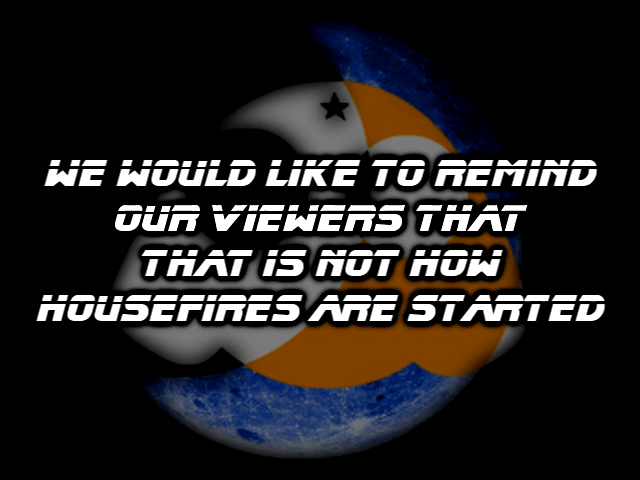 WE WOULD LIKE TO REMIND
OUR VIEWERS THAT
THAT IS NOT HOW
HOUSEFIRES ARE STARTED